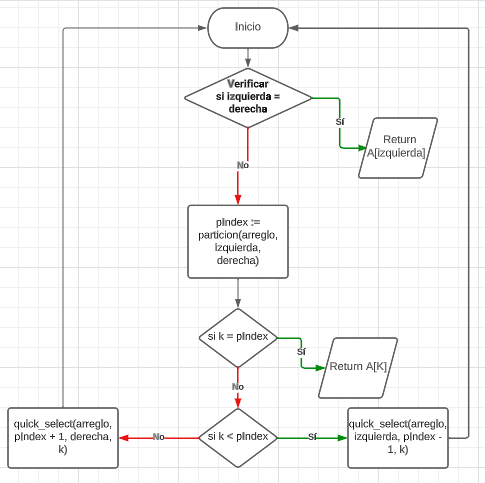 Inicio
Verificar
si izquierda =
derecha
Sí
Return
A[izquierda]
No
pIndex :=
particion(arreglo,
Izquierda,
derecha)
si k = pIndex
Sí
Return A[K]
No
si k < pIndex
No
Sí
quick_select(arreglo,
pIndex + 1, derecha,
k)
quick_select(arreglo,
izquierda, pIndex -
1, k)